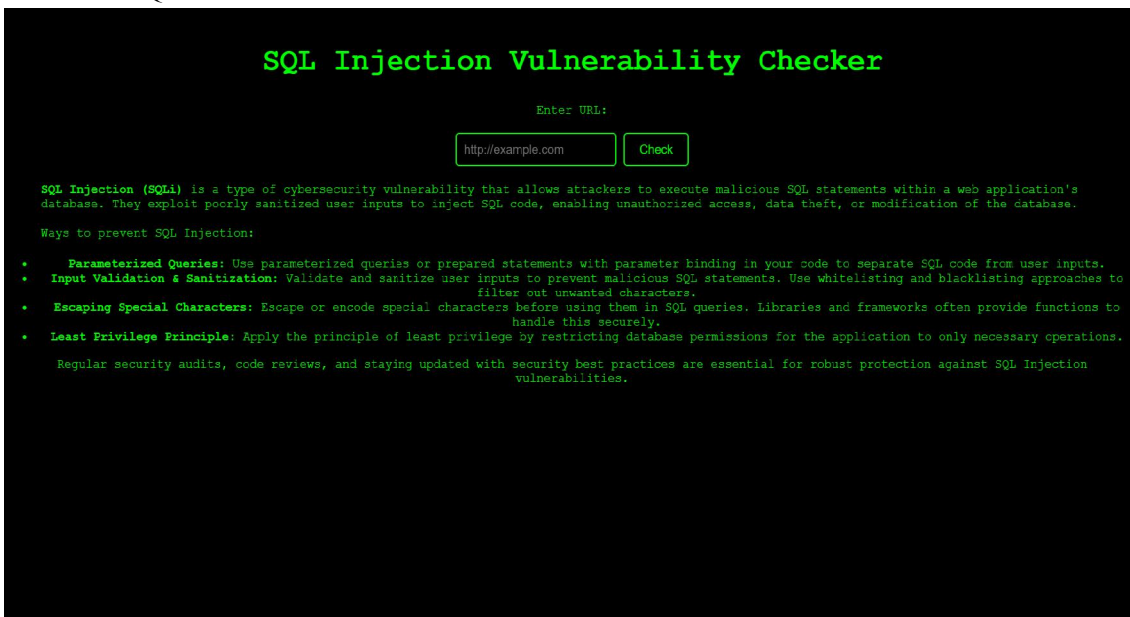 SQL Injection Vulnerability Checker
Enter URL:
http://example.com
Check
SQL Injection (SQLi) is a type of cybersecurity vulnerability that allows attackers to execute malicious SQL statements within a web application's
database. They exploit poorly sanitized user inputs to inject SQL code, enabling unauthorized access, data theft, or modification of the database.
Ways to prevent SQL Injection:
• Parameterized Queries: Use parameterized queries or prepared statements with parameter binding in your code to separate SQL code from user inputs.
• Input Validation & Sanitization: Validate and sanitize user inputs to prevent malicious SQL statements. Use whitelisting and blacklisting approaches to
filter out unwanted characters.
• Escaping Special Characters: Escape or encode special characters before using them in SQL queries. Libraries and frameworks often provide functions to
handle this securely.
• Least Privilege Principle: Apply the principle of least privilege by restricting database permissions for the application to only necessary operations.
Regular security audits, code reviews, and staying updated with security best practices are essential for robust protection against SQL Injection
vulnerabilities.